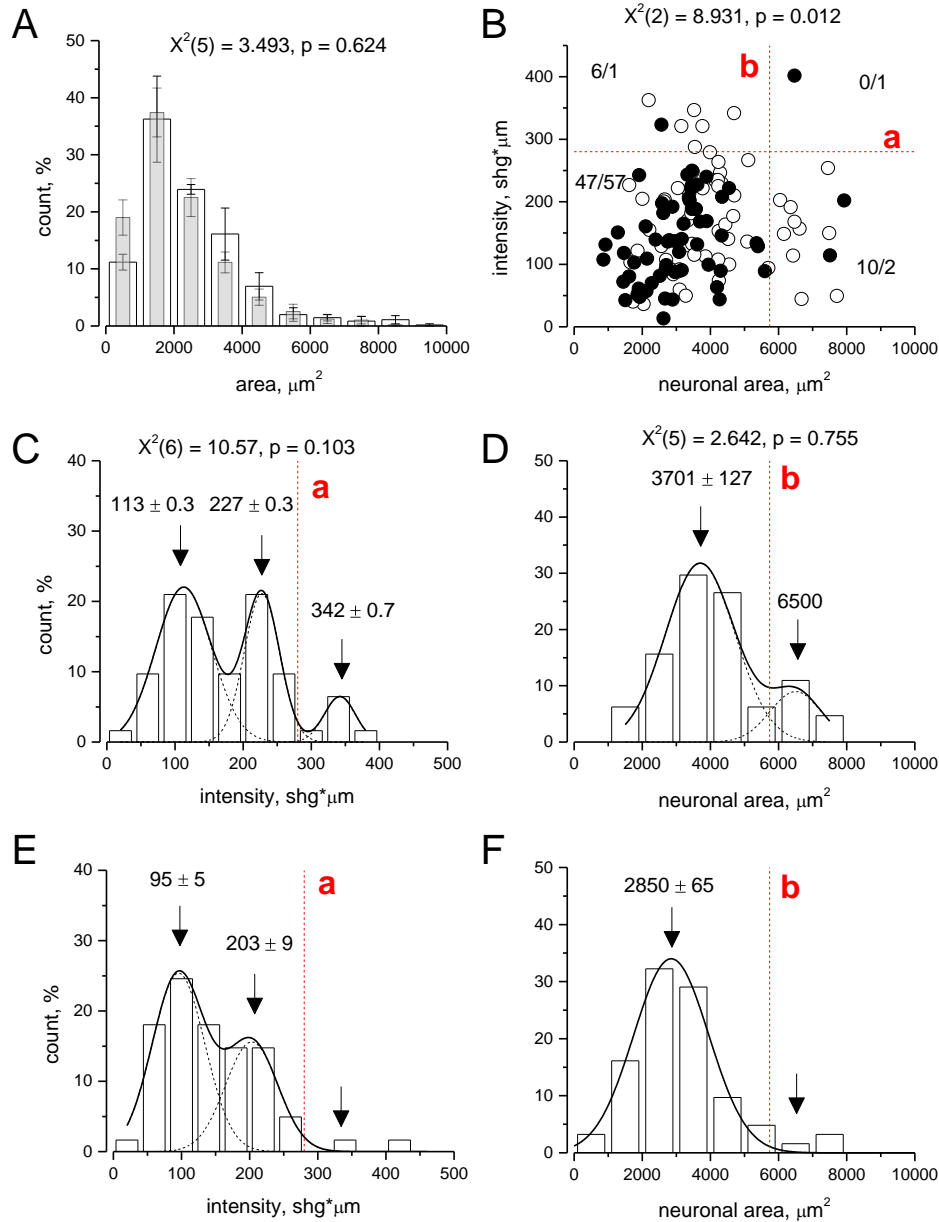 A
X²(5) = 3.493, p = 0.624
50
40
30
20
10
0
count, %
0 2000 4000 6000 8000 10000
area, μm²
B
X²(2) = 8.931, p = 0.012
b
6/1
0/1
a
47/57
10/2
400
300
200
100
0
intensity, shg*μm
0 2000 4000 6000 8000 10000
neuronal area, μm²
C
X²(6) = 10.57, p = 0.103
a
113 ± 0.3 227 ± 0.3
342 ± 0.7
40
30
20
10
0
count, %
0 100 200 300 400 500
intensity, shg*μm
D
X²(5) = 2.642, p = 0.755
3701 ± 127
b
6500
50
40
30
20
10
0
0 2000 4000 6000 8000 10000
neuronal area, μm²
E
95 ± 5
a
203 ± 9
40
30
20
10
0
count, %
0 100 200 300 400 500
intensity, shg*μm
F
2850 ± 65
b
50
40
30
20
10
0
0 2000 4000 6000 8000 10000
neuronal area, μm²